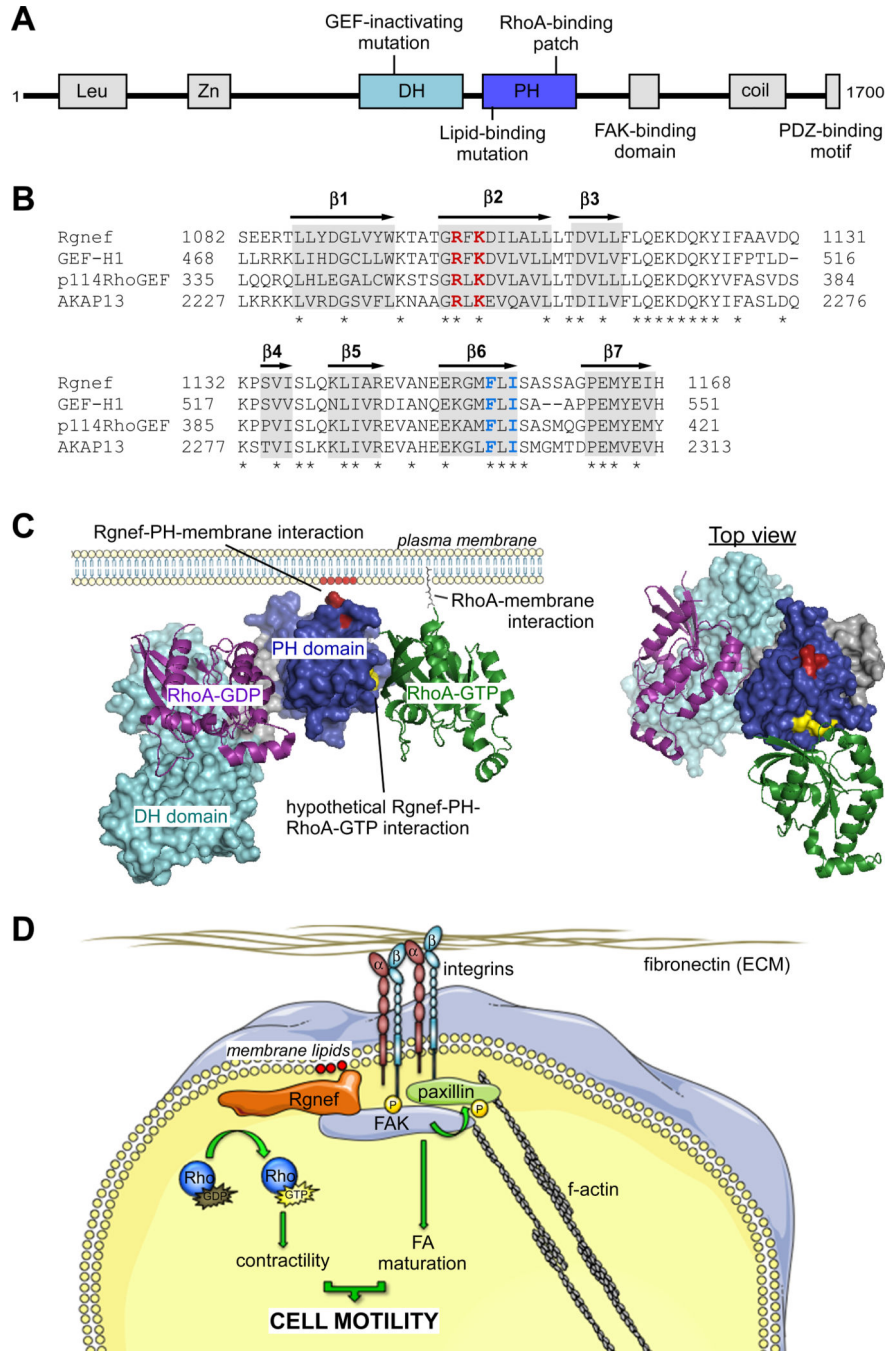 A
GEF-inactivating mutation
RhoA-binding patch
1
Leu
Zn
DH
PH
coil
1700
Lipid-binding mutation
FAK-binding domain
PDZ-binding motif
B
β1 β2 β3
Rgnef 1082 SEERTLLYDGLVYWKTATGRFKDILALLLTDVLLFLQEKDQKYIFAAVDQ 1131
GEF-H1 468 LLRRKLIHDGCLLWKTATGRFKDVLVLLMTDVLVFLQEKDQKYIFPTLD- 516
p114RhoGEF 335 LQQRQLHLEGALCWKSTSGRLKDVLAVLLTDVLLLLQEKDQKYVFASVDS 384
AKAP13 2227 LKRKKLVRDGSVFLKNAAGRLKEVQAVLLTDILVFLQEKDQKYVFASLDQ 2276
* * * ** * * ** * ********* * *
β4 β5 β6 β7
Rgnef 1132 KPSVISLQKLIAREVANEERGMFLISASSAGPEMYEIH 1168
GEF-H1 517 KPSVVSLQNLIVRDIANQEKGMFLISA--APPEMYEVH 551
p114RhoGEF 385 KPPVISLQKLIVREVANEEKAMFLISASMQGPEMYEMY 421
AKAP13 2277 KSTVISLKKLIVREVAHEEKGLFLISMGMTDPEMVEVH 2313
* * ** ** * * * **** *** *
C
Rgnef-PH-membrane interaction
plasma membrane
Top view
RhoA-membrane interaction
PH domain
RhoA-GDP
RhoA-GTP
DH domain
hypothetical Rgnef-PH-
RhoA-GTP interaction
D
α β α β
integrins
fibronectin (ECM)
membrane lipids
Rgnef
paxillin
P
P
FAK
Rho
GDP
Rho
GTP
f-actin
contractility
FA
maturation
CELL MOTILITY